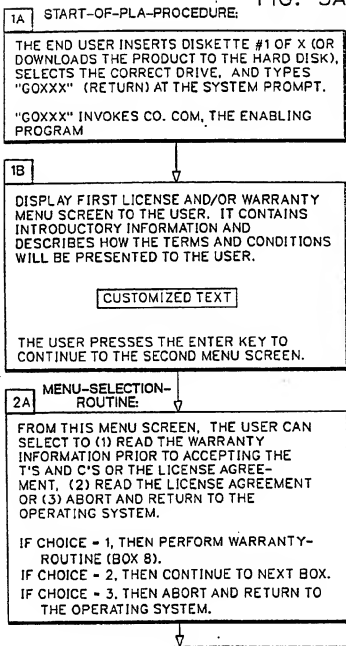 FIG. 3A
1A START-OF-PLA-PROCEDURE:
THE END USER INSERTS DISKETTE #1 OF X (OR
DOWNLOADS THE PRODUCT TO THE HARD DISK),
SELECTS THE CORRECT DRIVE, AND TYPES
"GOXXX" (RETURN) AT THE SYSTEM PROMPT.
"GOXXX" INVOKES CO. COM, THE ENABLING
PROGRAM
1B
DISPLAY FIRST LICENSE AND/OR WARRANTY
MENU SCREEN TO THE USER. IT CONTAINS
INTRODUCTORY INFORMATION AND
DESCRIBES HOW THE TERMS AND CONDITIONS
WILL BE PRESENTED TO THE USER.
CUSTOMIZED TEXT
THE USER PRESSES THE ENTER KEY TO
CONTINUE TO THE SECOND MENU SCREEN.
2A MENU-SELECTION-
ROUTINE:
FROM THIS MENU SCREEN, THE USER CAN
SELECT TO (1) READ THE WARRANTY
INFORMATION PRIOR TO ACCEPTING THE
T'S AND C'S OR THE LICENSE AGREE-
MENT, (2) READ THE LICENSE AGREEMENT
OR (3) ABORT AND RETURN TO THE
OPERATING SYSTEM.
IF CHOICE = 1, THEN PERFORM WARRANTY-
ROUTINE (BOX 8).
IF CHOICE = 2, THEN CONTINUE TO NEXT BOX.
IF CHOICE = 3, THEN ABORT AND RETURN TO
THE OPERATING SYSTEM.